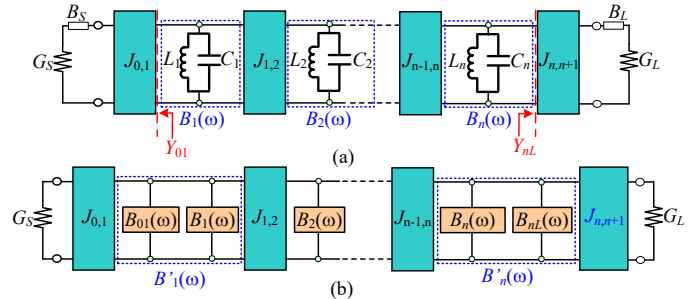 B_S B_L
G_S J_{0,1} L_1 C_1 J_{1,2} L_2 C_2 J_{n-1,n} L_n C_n J_{n,n+1} G_L
B_1(ω) B_2(ω) B_n(ω)
Y_{01} Y_{nL}
(a)
G_S J_{0,1} B_{01}(ω) B_1(ω) J_{1,2} B_2(ω) J_{n-1,n} B_n(ω) B_{nL}(ω) J_{n,n+1} G_L
B'_1(ω) B'_n(ω)
(b)